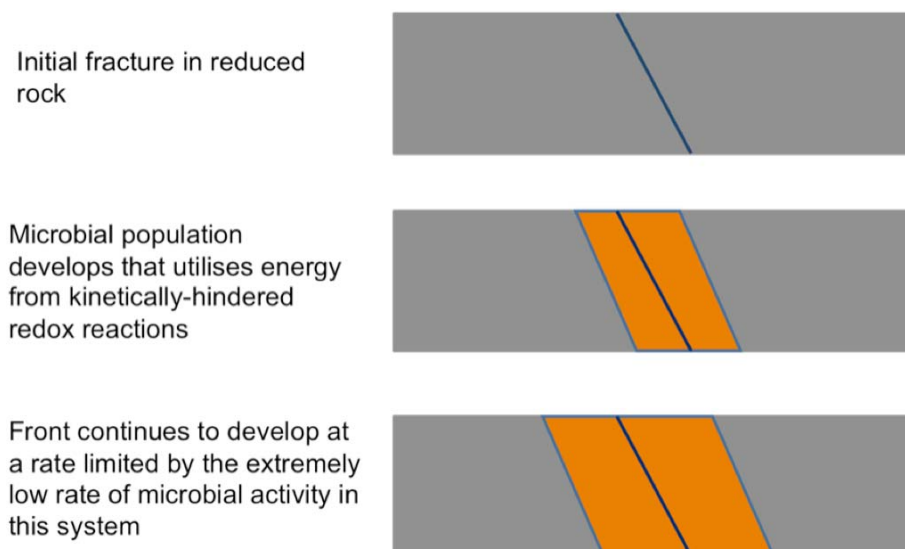 Initial fracture in reduced
rock
Microbial population
develops that utilises energy
from kinetically-hindered
redox reactions
Front continues to develop at
a rate limited by the extremely
low rate of microbial activity in
this system